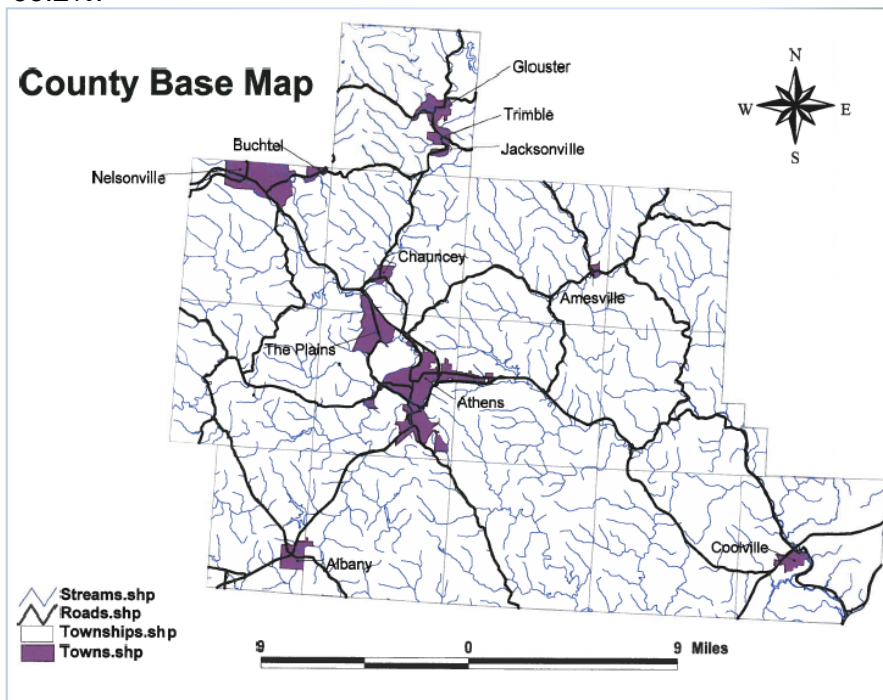 County Base Map
N
W
E
S
Glouster
Trimble
Jacksonville
Buchtel
Nelsonville
Chauncey
Amesville
The Plains
Athens
Albany
Coolville
Streams.shp
Roads.shp
Townships.shp
Towns.shp
9 0 9 Miles